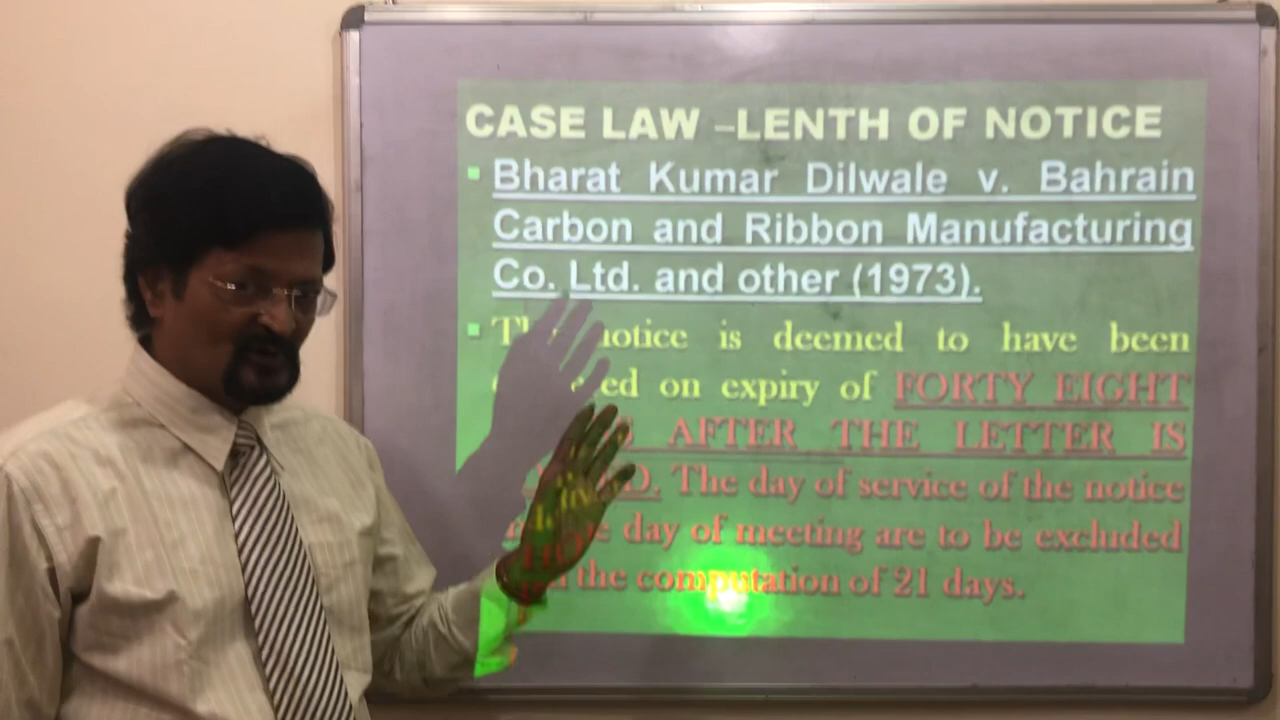 CASE LAW –LENTH OF NOTICE
Bharat Kumar Dilwale v. Bahrain
Carbon and Ribbon Manufacturing
Co. Ltd. and other (1973).
notice is deemed to have been
on expiry of FORTY EIGHT
AFTER THE LETTER IS
The day of service of the notice
day of meeting are to be excluded
the computation of 21 days.